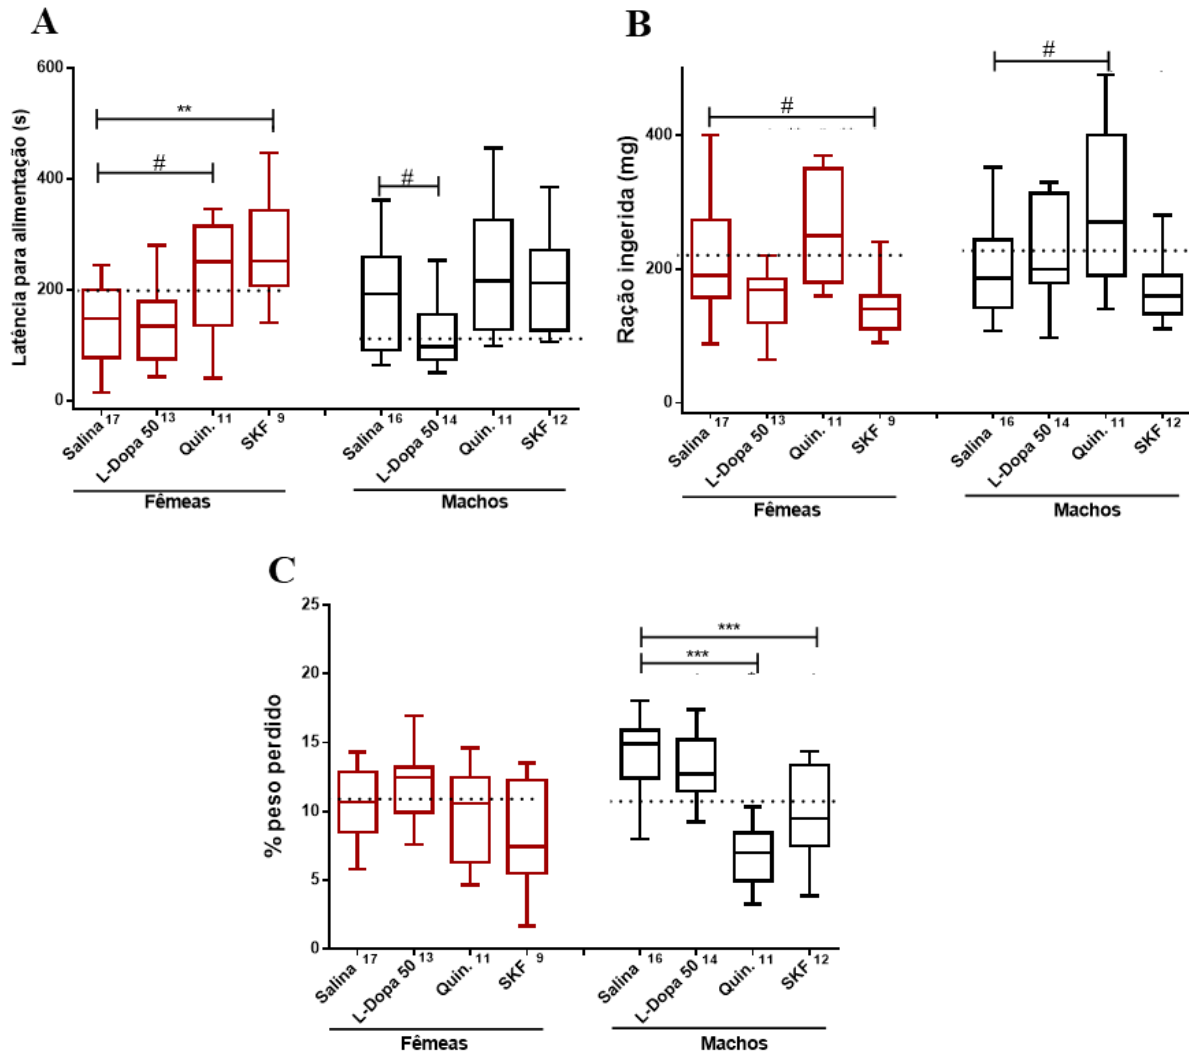 A
Latência para alimentação (s)
600
400
200
0
**
#
#
Salina 17
L-Dopa 50 13
Quin. 11
SKF 9
Salina 16
L-Dopa 50 14
Quin. 11
SKF 12
Fêmeas
Machos
B
Ração ingerida (mg)
400
200
0
#
#
Salina 17
L-Dopa 50 13
Quin. 11
SKF 9
Salina 16
L-Dopa 50 14
Quin. 11
SKF 12
Fêmeas
Machos
C
% peso perdido
25
20
15
10
5
0
***
***
Salina 17
L-Dopa 50 13
Quin. 11
SKF 9
Salina 16
L-Dopa 50 14
Quin. 11
SKF 12
Fêmeas
Machos